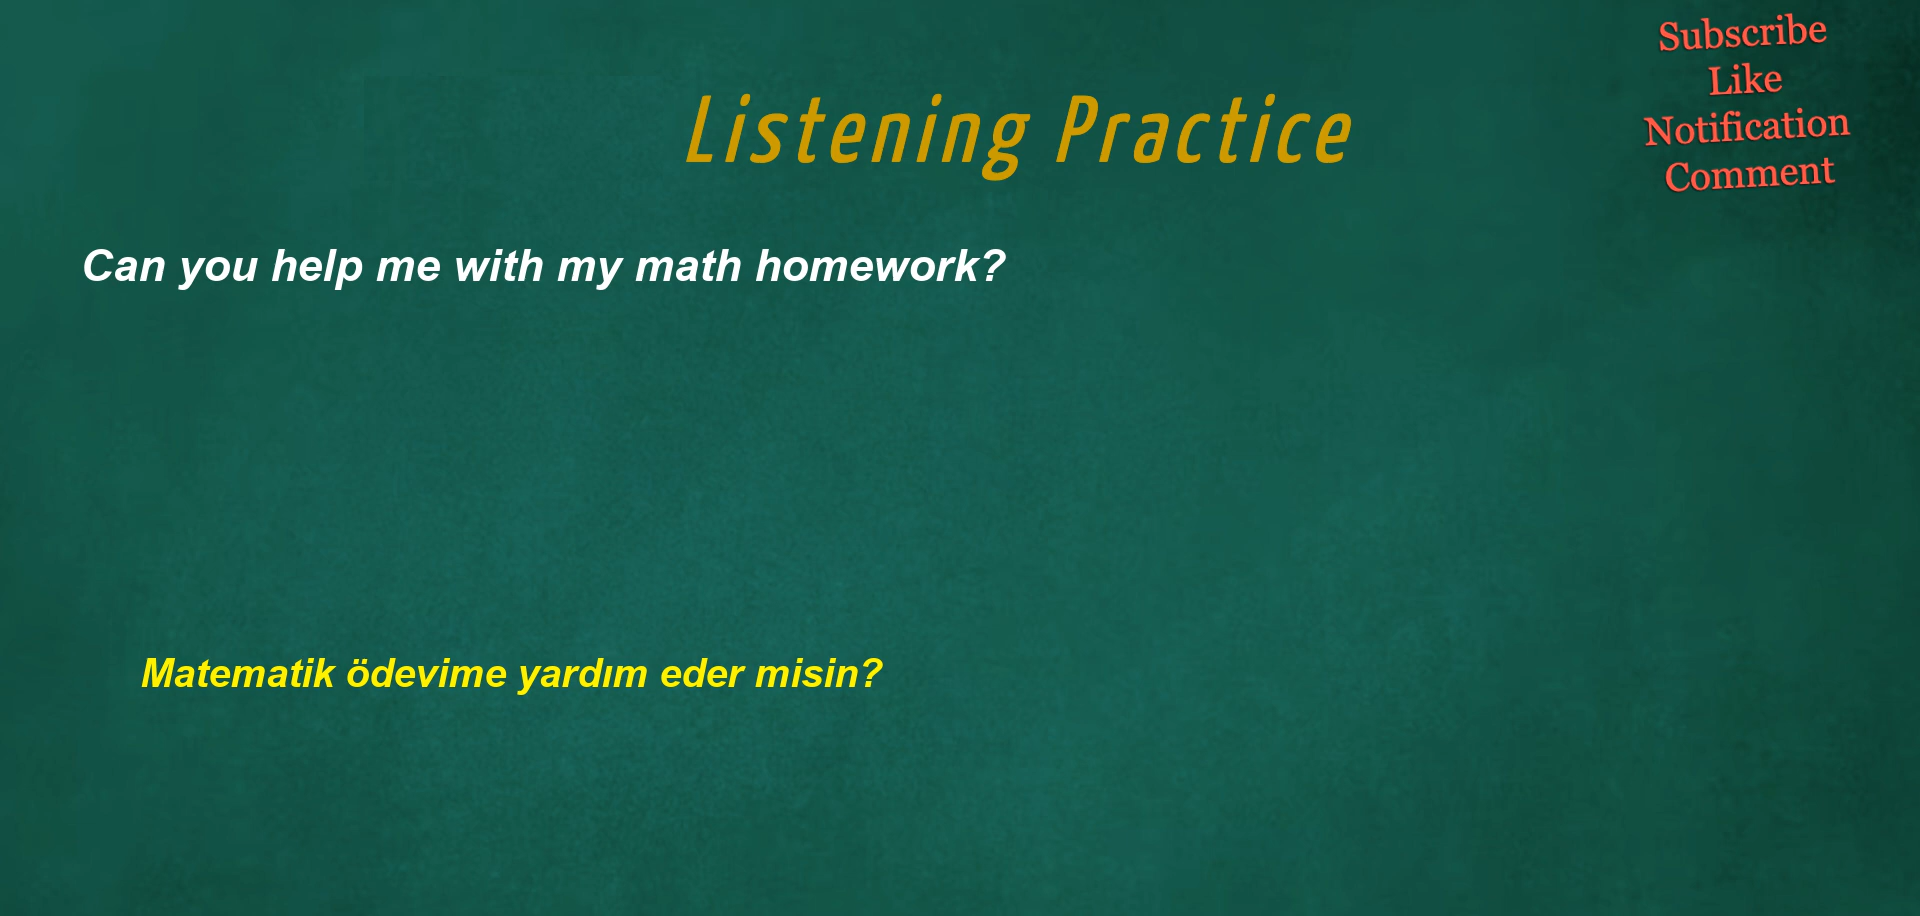 Subscribe
Like
Notification
Comment
Listening Practice
Can you help me with my math homework?
Matematik ödevime yardım eder misin?